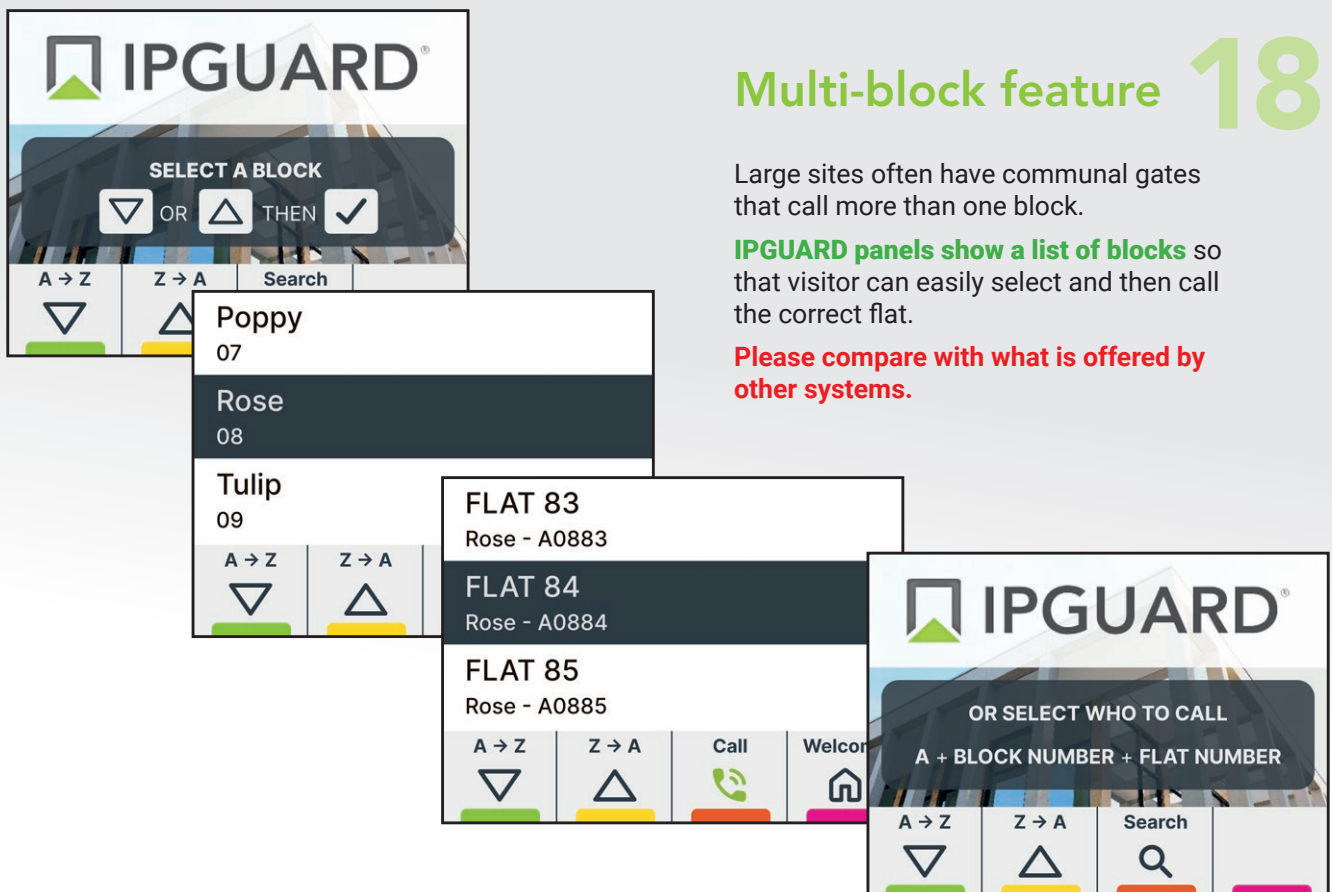 IPGUARD®
SELECT A BLOCK
OR THEN
A → Z Z → A Search
Multi-block feature 18
Large sites often have communal gates
that call more than one block.
IPGUARD panels show a list of blocks so
that visitor can easily select and then call
the correct flat.
Please compare with what is offered by
other systems.
Poppy
07
Rose
08
Tulip
09
A → Z Z → A
FLAT 83
Rose - A0883
FLAT 84
Rose - A0884
FLAT 85
Rose - A0885
A → Z Z → A Call Welcor
IPGUARD®
OR SELECT WHO TO CALL
A + BLOCK NUMBER + FLAT NUMBER
A → Z Z → A Search